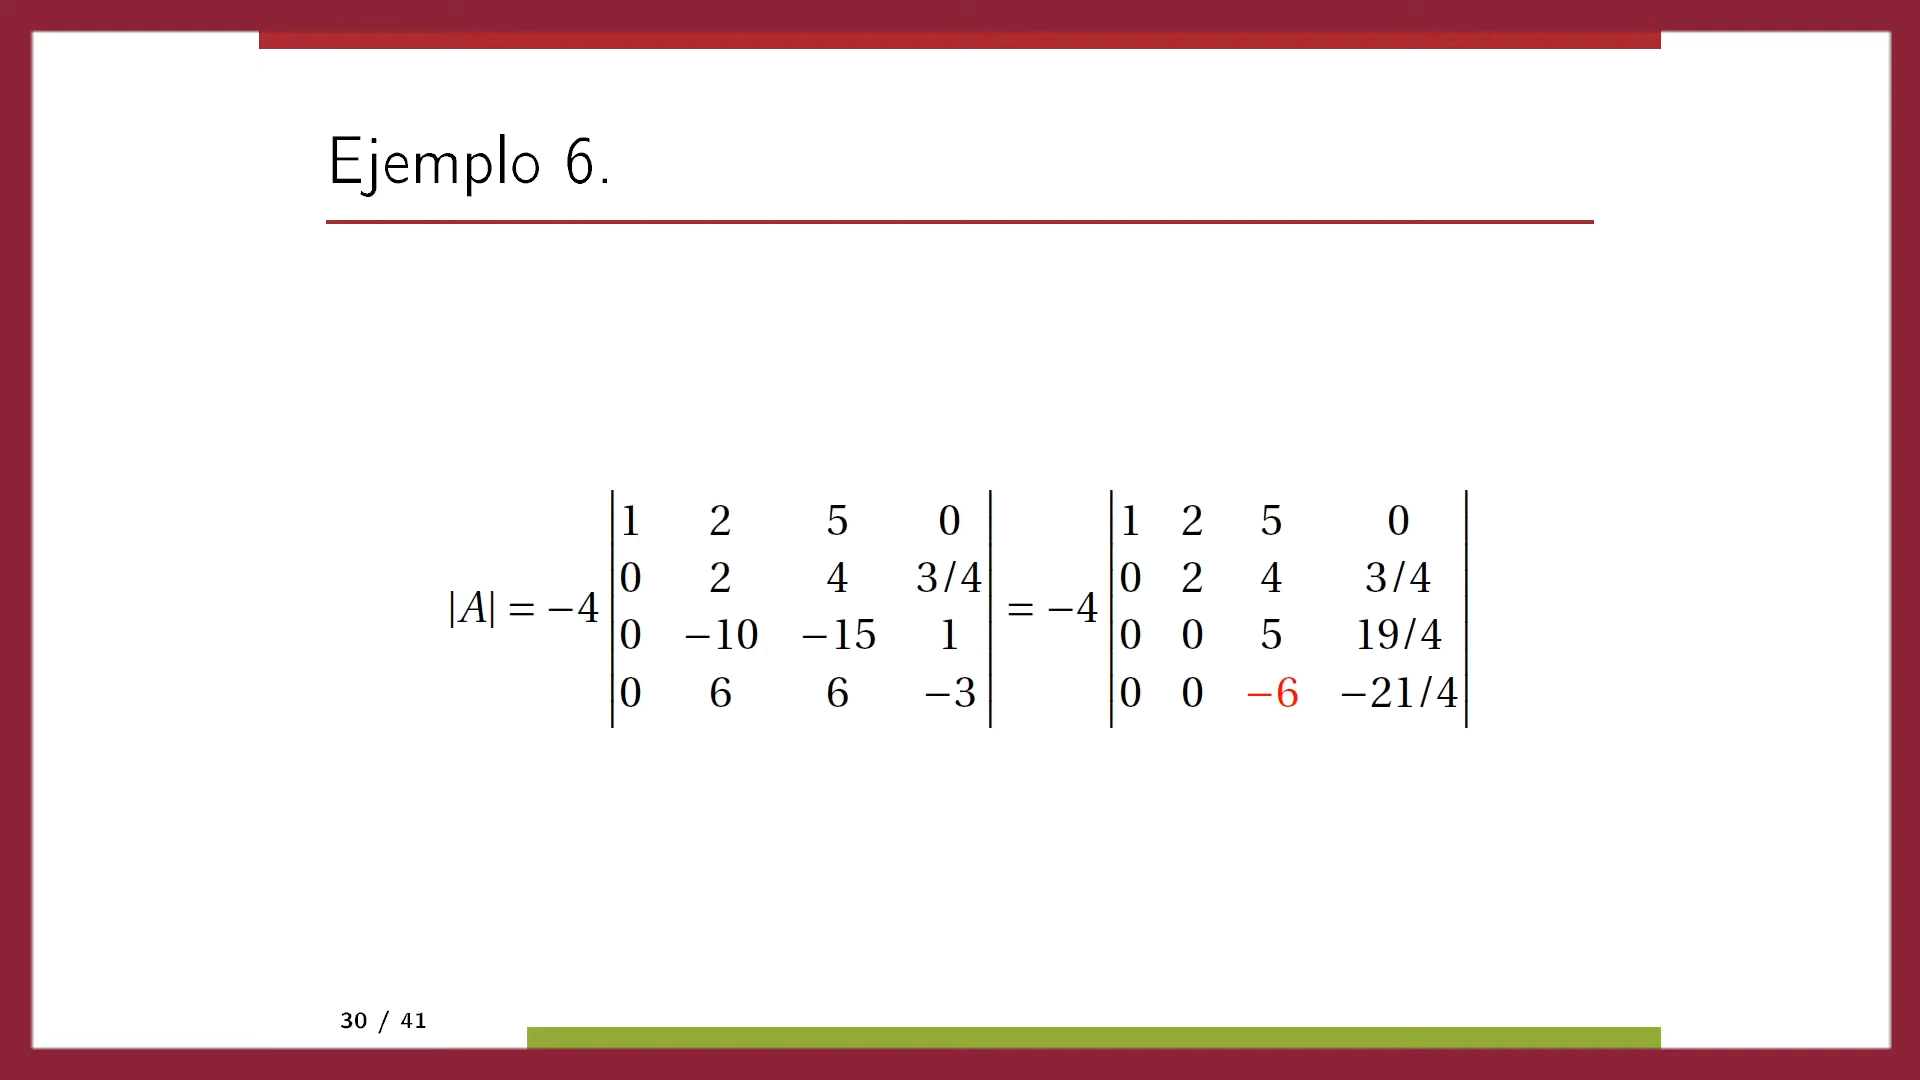 Ejemplo 6.
|A| = −4 |1 2 5 0| = −4 |1 2 5 0|
|0 2 4 3/4| |0 2 4 3/4|
|0 −10 −15 1| |0 0 5 19/4|
|0 6 6 −3| |0 0 −6 −21/4|
30 / 41